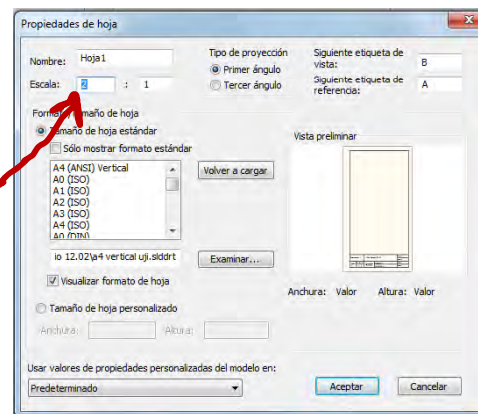 Propiedades de hoja
Nombre: Hoja1
Escala: 2 : 1
Tipo de proyección
Primer ángulo
Tercer ángulo
Siguiente etiqueta de vista: B
Siguiente etiqueta de referencia: A
Tamaño de hoja estándar
Sólo mostrar formato estándar
A4 (ANSI) Vertical
A0 (ISO)
A1 (ISO)
A2 (ISO)
A3 (ISO)
A4 (ISO)
A0 (DIN)
Volver a cargar
io 12.02\a4 vertical uji.slddrt
Examinar...
Visualizar formato de hoja
Vista preliminar
Anchura: Valor Altura: Valor
Tamaño de hoja personalizado
Anchura: Altura:
Usar valores de propiedades personalizadas del modelo en:
Predeterminado
Aceptar
Cancelar